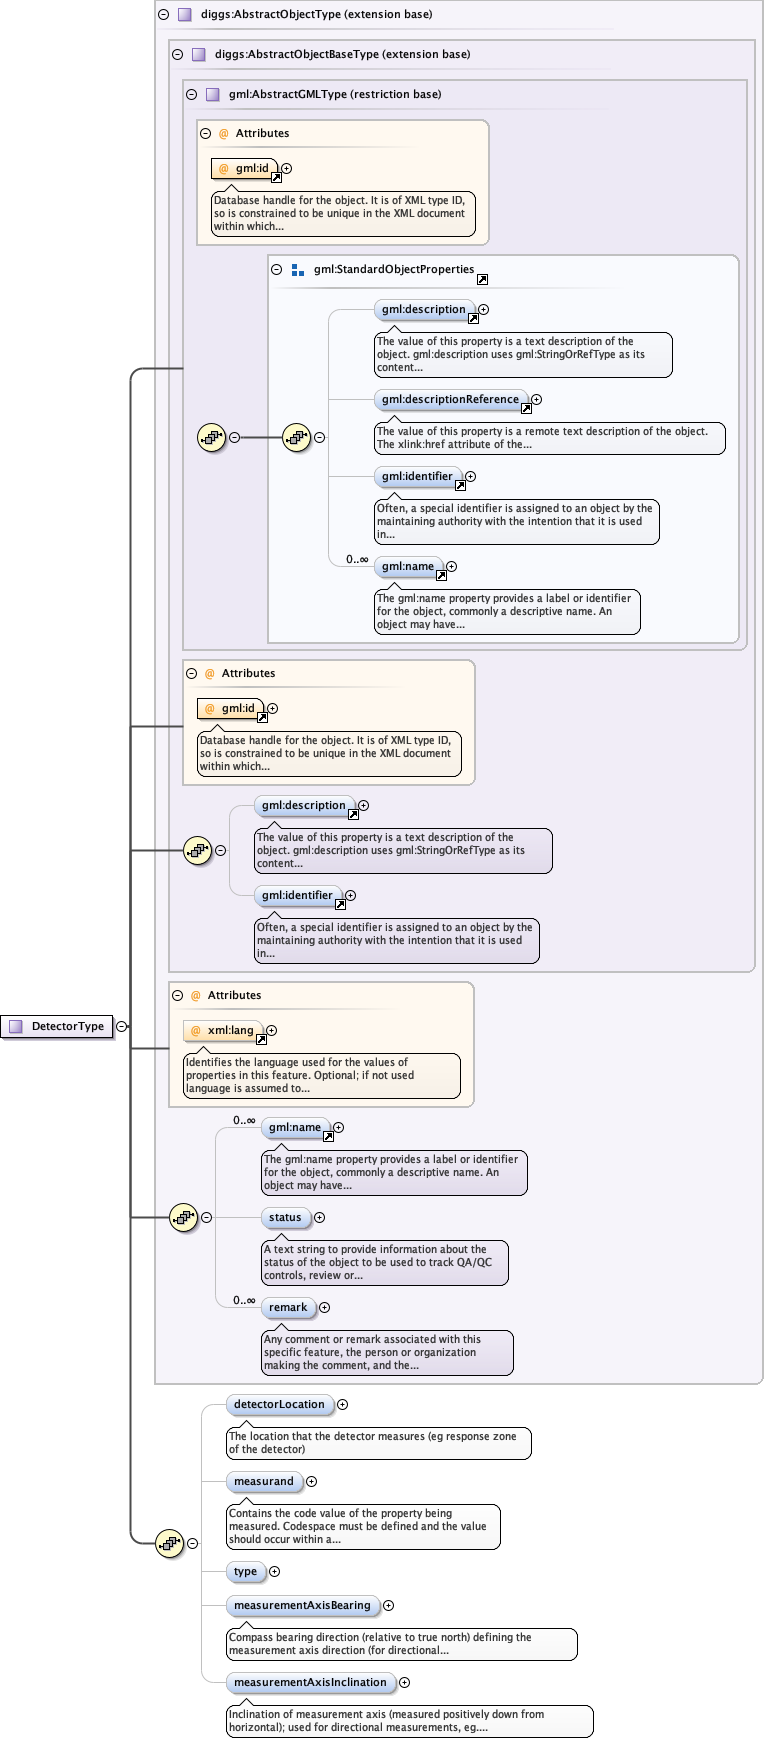 diggs:AbstractObjectType (extension base)
diggs:AbstractObjectBaseType (extension base)
gml:AbstractGMLType (restriction base)
@ Attributes
@ gml:id
Database handle for the object. It is of XML type ID,
so is constrained to be unique in the XML document
within which...
gml:StandardObjectProperties
gml:description
The value of this property is a text description of the
object. gml:description uses gml:StringOrRefType as its
content...
gml:descriptionReference
The value of this property is a remote text description of the object.
The xlink:href attribute of the...
gml:identifier
Often, a special identifier is assigned to an object by the
maintaining authority with the intention that it is used
in...
0..∞
gml:name
The gml:name property provides a label or identifier
for the object, commonly a descriptive name. An
object may have...
@ Attributes
@ gml:id
Database handle for the object. It is of XML type ID,
so is constrained to be unique in the XML document
within which...
gml:description
The value of this property is a text description of the
object. gml:description uses gml:StringOrRefType as its
content...
gml:identifier
Often, a special identifier is assigned to an object by the
maintaining authority with the intention that it is used
in...
@ Attributes
DetectorType
@ xml:lang
Identifies the language used for the values of
properties in this feature. Optional; if not used
language is assumed to...
0..∞
gml:name
The gml:name property provides a label or identifier
for the object, commonly a descriptive name. An
object may have...
status
A text string to provide information about the
status of the object to be used to track QA/QC
controls, review or...
0..∞
remark
Any comment or remark associated with this
specific feature, the person or organization
making the comment, and the...
detectorLocation
The location that the detector measures (eg response zone
of the detector)
measurand
Contains the code value of the property being
measured. Codespace must be defined and the value
should occur within a...
type
measurementAxisBearing
Compass bearing direction (relative to true north) defining the
measurement axis direction (for directional...
measurementAxisInclination
Inclination of measurement axis (measured positively down from
horizontal); used for directional measurements, eg....